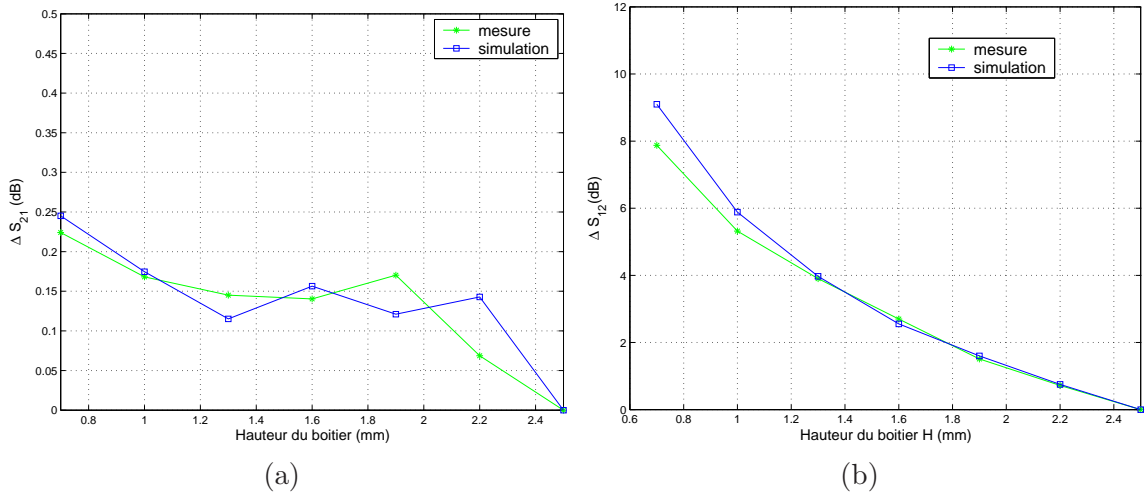 0.5
0.45
0.4
0.35
0.3
0.25
0.2
0.15
0.1
0.05
0
Δ S21 (dB)
mesure
simulation
0.8 1 1.2 1.4 1.6 1.8 2 2.2 2.4
Hauteur du boitier (mm)
(a)
12
10
8
6
4
2
0
Δ S12(dB)
mesure
simulation
0.6 0.8 1 1.2 1.4 1.6 1.8 2 2.2 2.4
Hauteur du boitier H (mm)
(b)